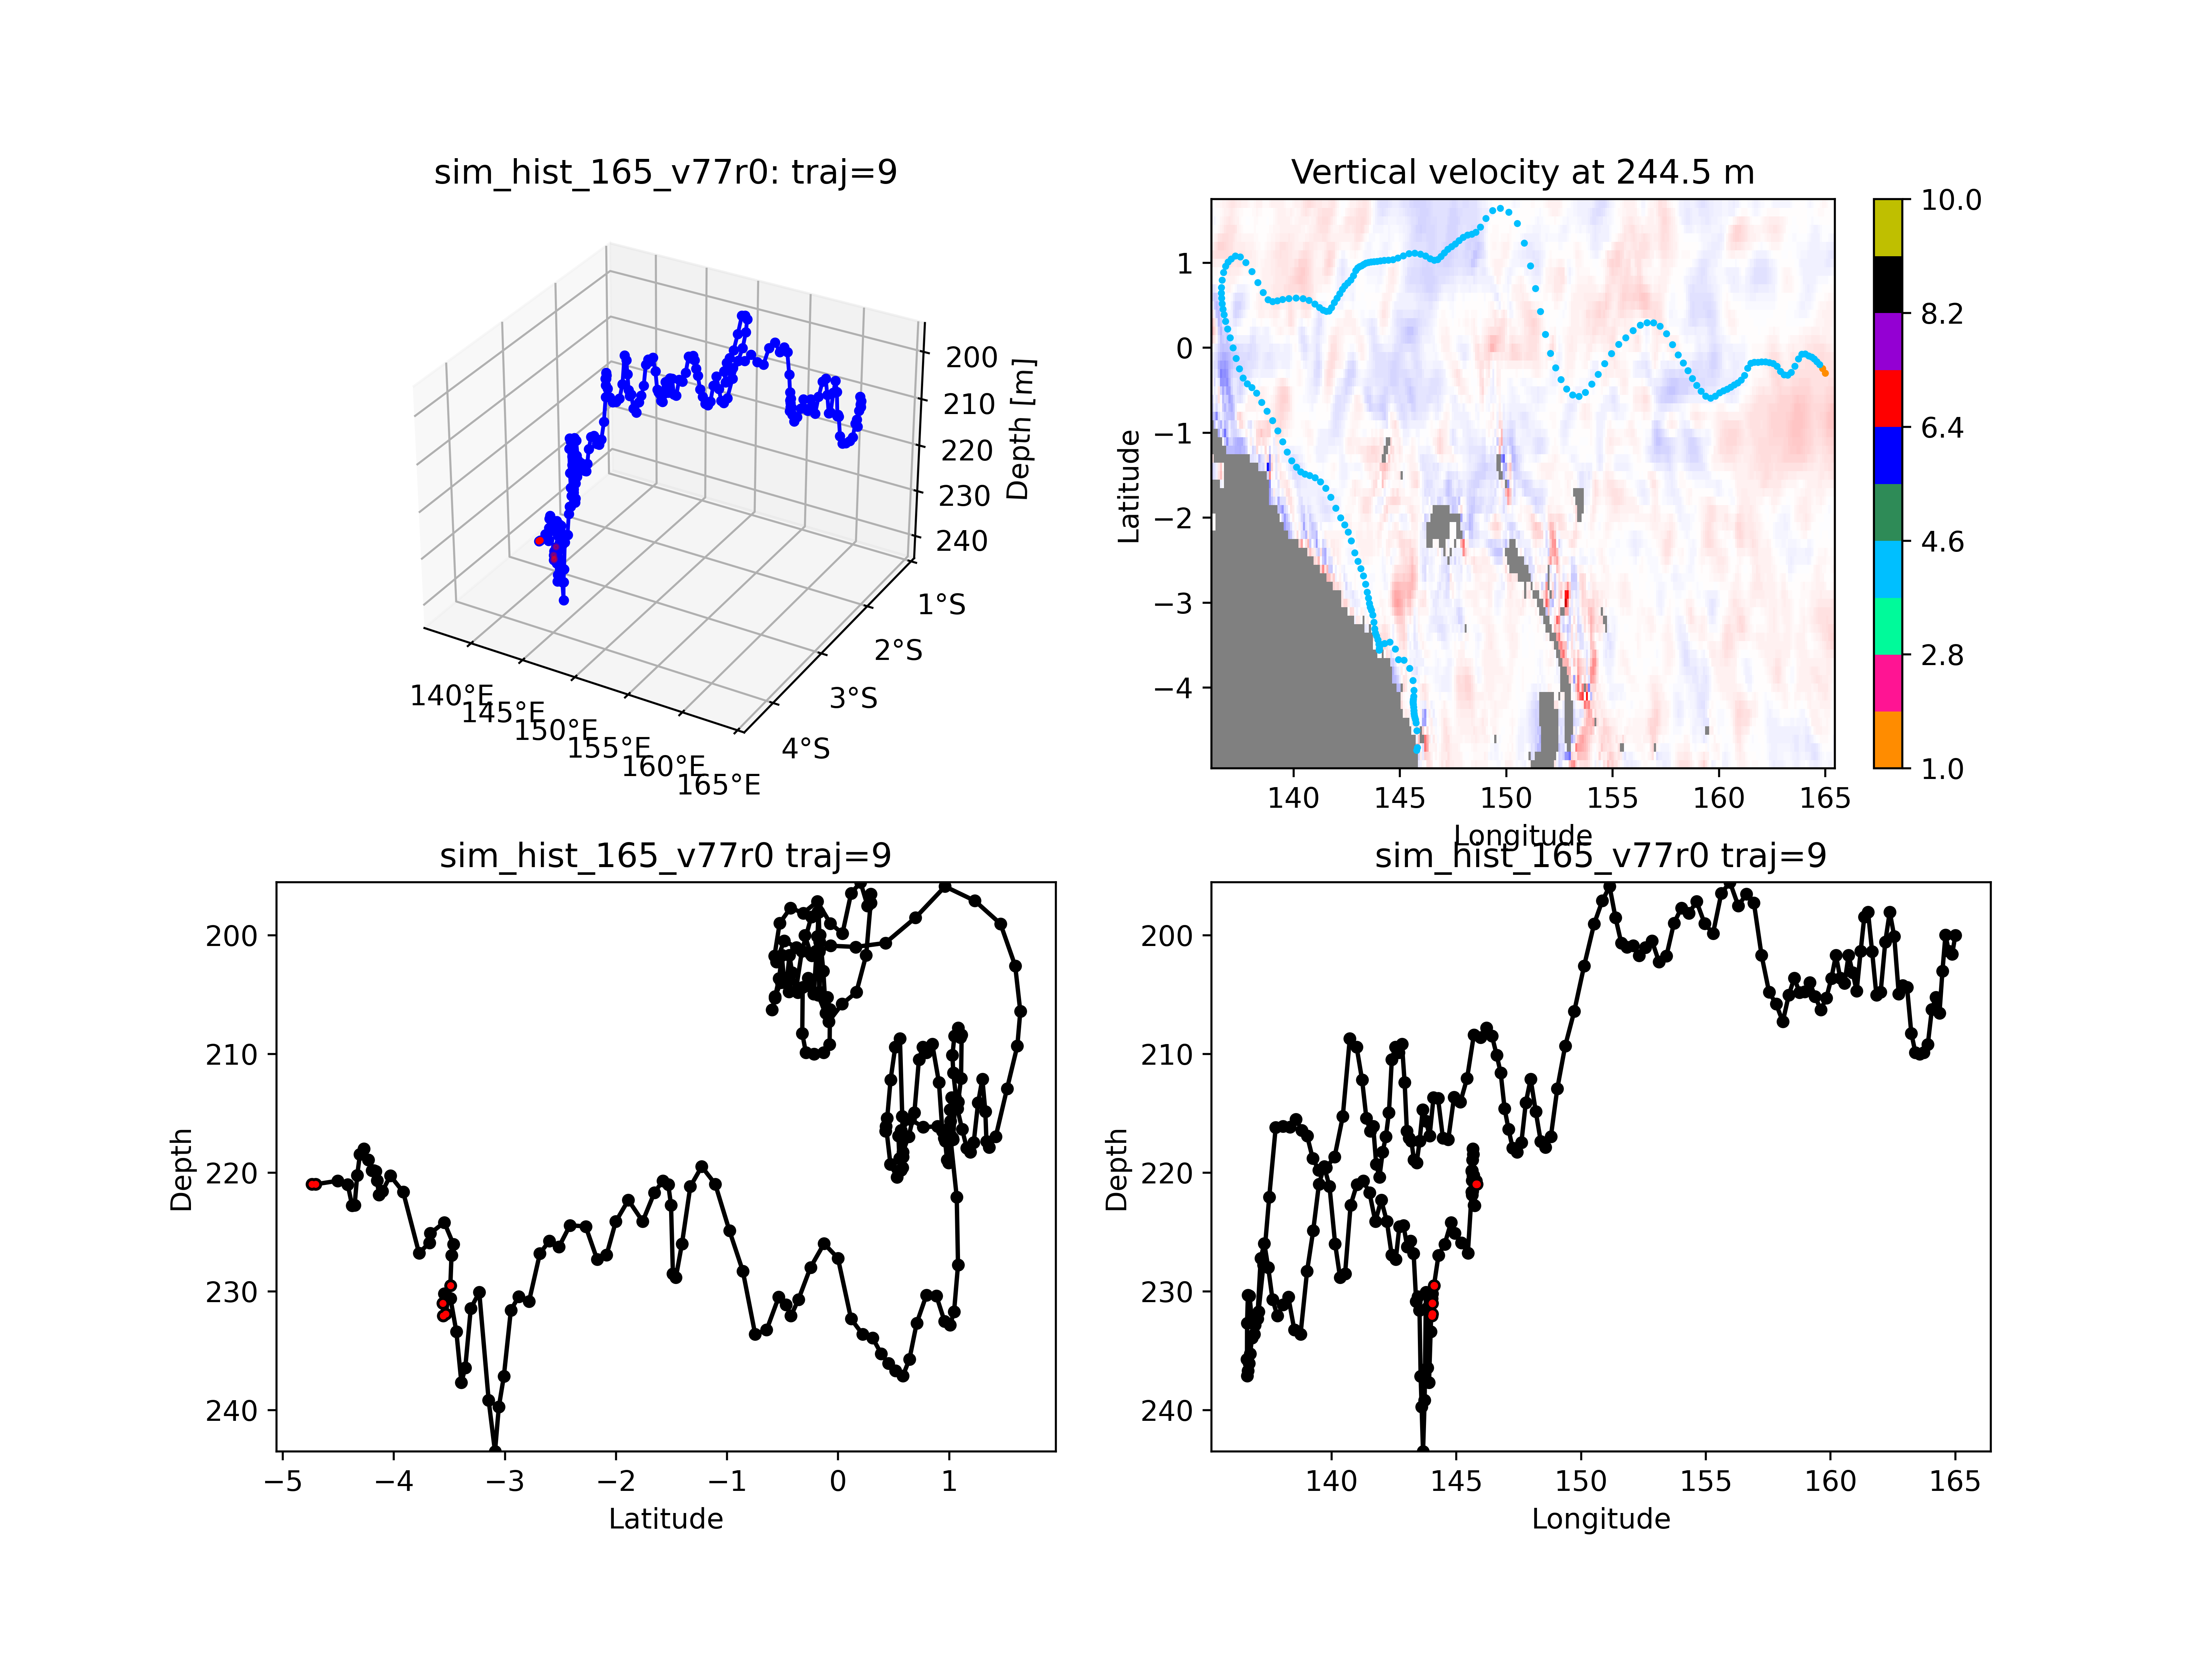 sim_hist_165_v77r0: traj=9
200
210
220
230
240
Depth [m]
1°S
2°S
3°S
4°S
140°E
145°E
150°E
155°E
160°E
165°E
Vertical velocity at 244.5 m
1
0
−1
−2
−3
−4
Latitude
140 145 150 155 160 165
Longitude
10.0
8.2
6.4
4.6
2.8
1.0
sim_hist_165_v77r0 traj=9
200
210
220
230
240
Depth
−5 −4 −3 −2 −1 0 1
Latitude
sim_hist_165_v77r0 traj=9
200
210
220
230
240
Depth
140 145 150 155 160 165
Longitude